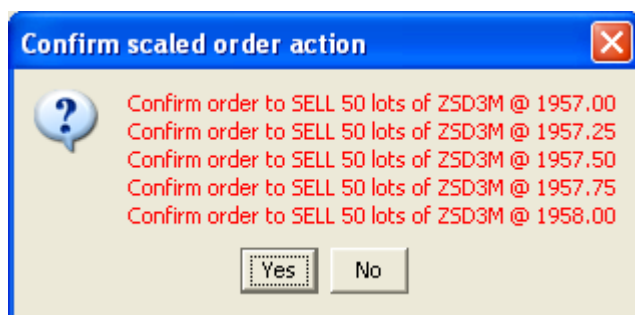 Confirm scaled order action
Confirm order to SELL 50 lots of ZSD3M @ 1957.00
Confirm order to SELL 50 lots of ZSD3M @ 1957.25
Confirm order to SELL 50 lots of ZSD3M @ 1957.50
Confirm order to SELL 50 lots of ZSD3M @ 1957.75
Confirm order to SELL 50 lots of ZSD3M @ 1958.00
Yes No